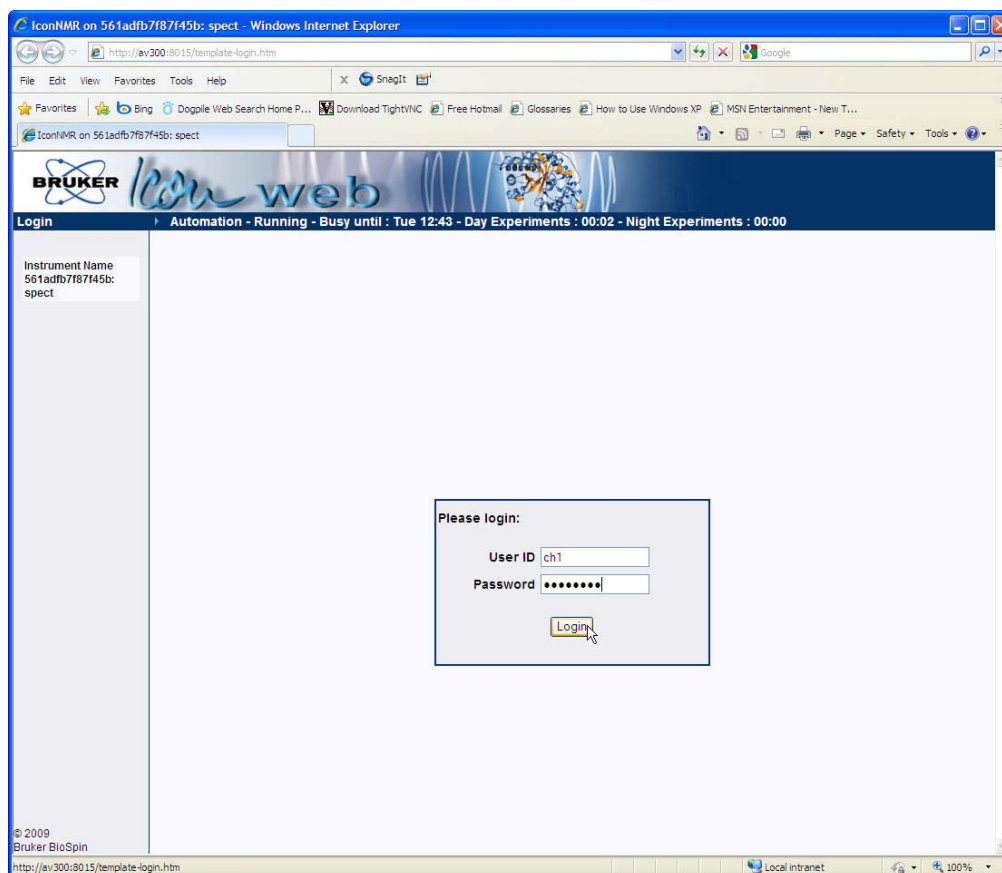 IconNMR on 561adfb7f87f45b: spect - Windows Internet Explorer
http://av300:8015/template-login.htm
Google
File Edit View Favorites Tools Help x SnagIt
Favorites Bing Dogpile Web Search Home P... Download TightVNC Free Hotmail Glossaries How to Use Windows XP MSN Entertainment - New T...
IconNMR on 561adfb7f87f45b: spect
Page Safety Tools
BRUKER Icon web
Login Automation - Running - Busy until : Tue 12:43 - Day Experiments : 00:02 - Night Experiments : 00:00
Instrument Name
561adfb7f87f45b:
spect
Please login:
User ID ch1
Password ••••••••
Login
© 2009
Bruker BioSpin
http://av300:8015/template-login.htm Local intranet 100%